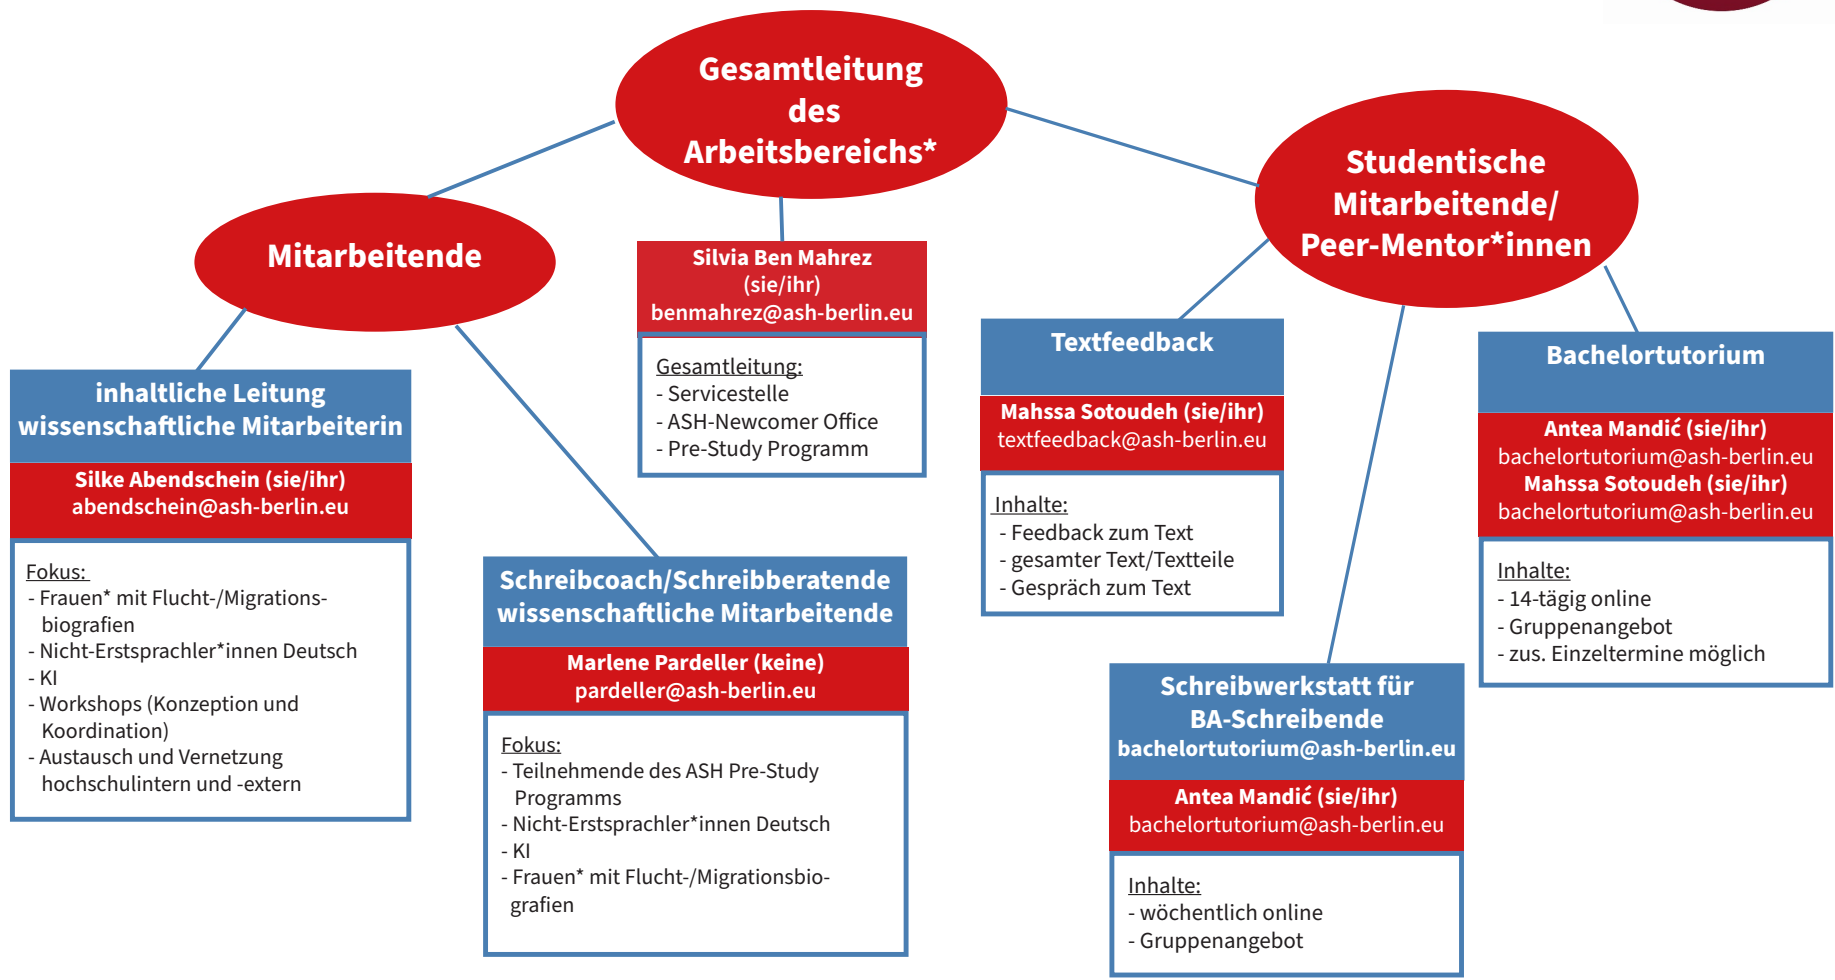 Gesamtleitung
des
Arbeitsbereichs*
Silvia Ben Mahrez
(sie/ihr)
benmahrez@ash-berlin.eu
Gesamtleitung:
- Servicestelle
- ASH-Newcomer Office
- Pre-Study Programm
Mitarbeitende
inhaltliche Leitung
wissenschaftliche Mitarbeiterin
Silke Abendschein (sie/ihr)
abendschein@ash-berlin.eu
Fokus:
- Frauen* mit Flucht-/Migrations-
biografien
- Nicht-Erstsprachler*innen Deutsch
- KI
- Workshops (Konzeption und
Koordination)
- Austausch und Vernetzung
hochschulintern und -extern
Schreibcoach/Schreibberatende
wissenschaftliche Mitarbeitende
Marlene Pardeller (keine)
pardeller@ash-berlin.eu
Fokus:
- Teilnehmende des ASH Pre-Study
Programms
- Nicht-Erstsprachler*innen Deutsch
- KI
- Frauen* mit Flucht-/Migrationsbio-
grafien
Studentische
Mitarbeitende/
Peer-Mentor*innen
Textfeedback
Mahssa Sotoudeh (sie/ihr)
textfeedback@ash-berlin.eu
Inhalte:
- Feedback zum Text
- gesamter Text/Textteile
- Gespräch zum Text
Schreibwerkstatt für
BA-Schreibende
bachelortutorium@ash-berlin.eu
Antea Mandić (sie/ihr)
bachelortutorium@ash-berlin.eu
Inhalte:
- wöchentlich online
- Gruppenangebot
Bachelortutorium
Antea Mandić (sie/ihr)
bachelortutorium@ash-berlin.eu
Mahssa Sotoudeh (sie/ihr)
bachelortutorium@ash-berlin.eu
Inhalte:
- 14-tägig online
- Gruppenangebot
- zus. Einzeltermine möglich